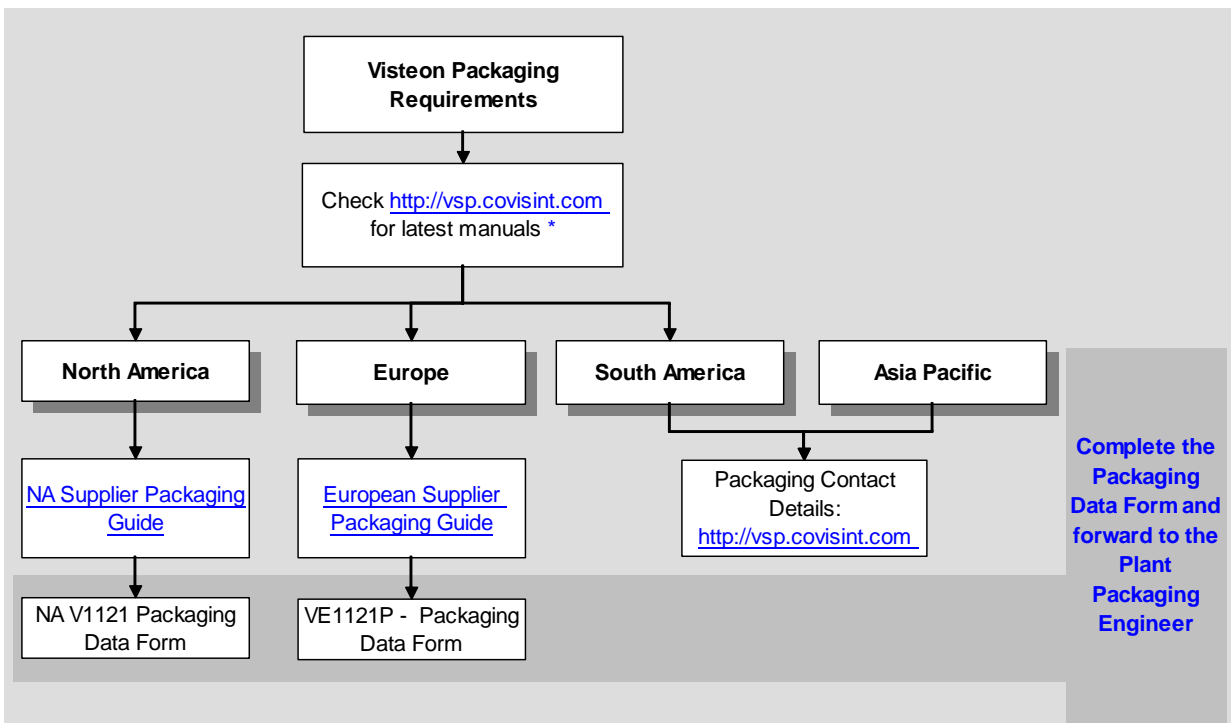 Visteon Packaging
Requirements
Check http://vsp.covisint.com
for latest manuals *
North America
Europe
South America
Asia Pacific
NA Supplier Packaging
Guide
European Supplier
Packaging Guide
Packaging Contact
Details:
http://vsp.covisint.com
Complete the
Packaging
Data Form and
forward to the
Plant
Packaging
Engineer
NA V1121 Packaging
Data Form
VE1121P - Packaging
Data Form